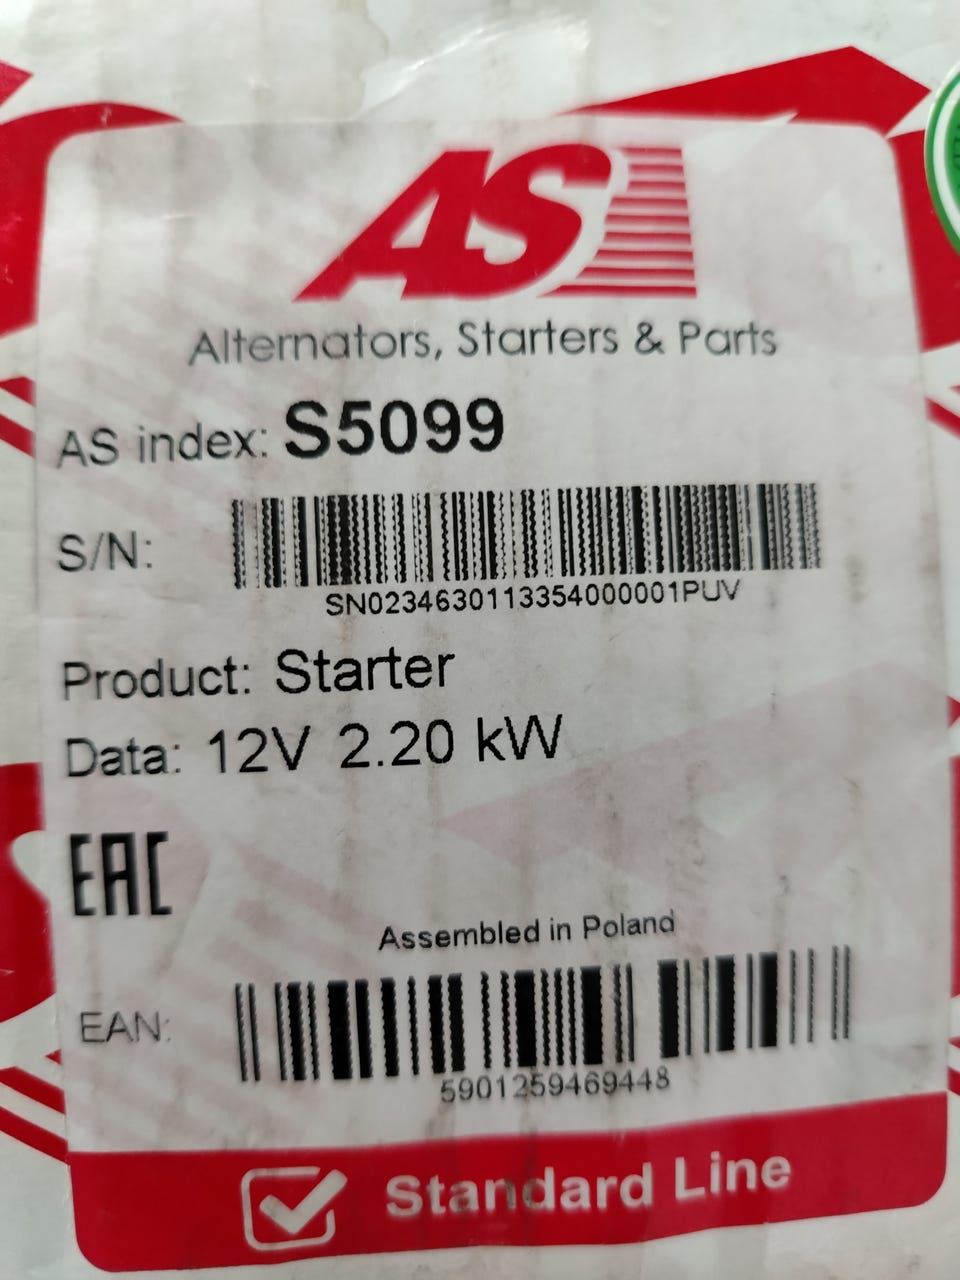 AS
Alternators, Starters & Parts
AS index: S5099
S/N:
SN0234630113354000001PUV
Product: Starter
Data: 12V 2.20 kW
EAC
Assembled in Poland
EAN:
5901259469448
Standard Line